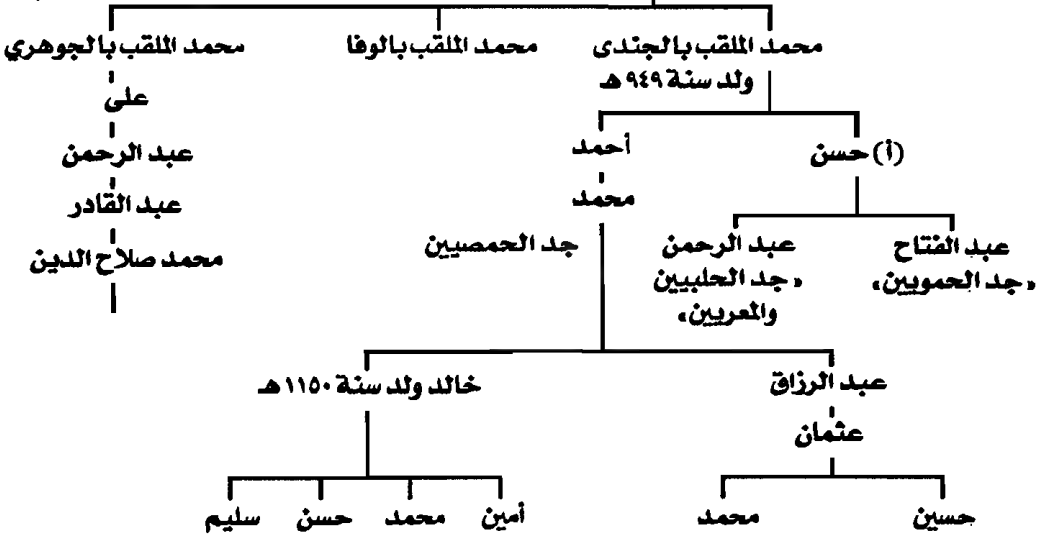 محمد الملقب بالجندى
محمد الملقب بالوفا
محمد الملقب بالجوهري
ولد سنة ٩٤٩ هـ
على
(أ) حسن
أحمد
عبد الرحمن
محمد
عبد القادر
عبد الفتاح
عبد الرحمن
جد الحمصيين
محمد صلاح الدين
« جد الحمويين »
« جد الحلبيين
والمعريين »
عبد الرزاق
خالد ولد سنة ١١٥٠ هـ
عثمان
حسين
محمد
أمين
محمد
حسن
سليم